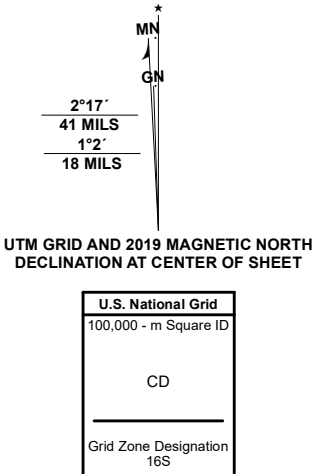 ★
MN
GN
2°17´
41 MILS
1°2´
18 MILS
UTM GRID AND 2019 MAGNETIC NORTH
DECLINATION AT CENTER OF SHEET
U.S. National Grid
100,000 - m Square ID
CD
Grid Zone Designation
16S